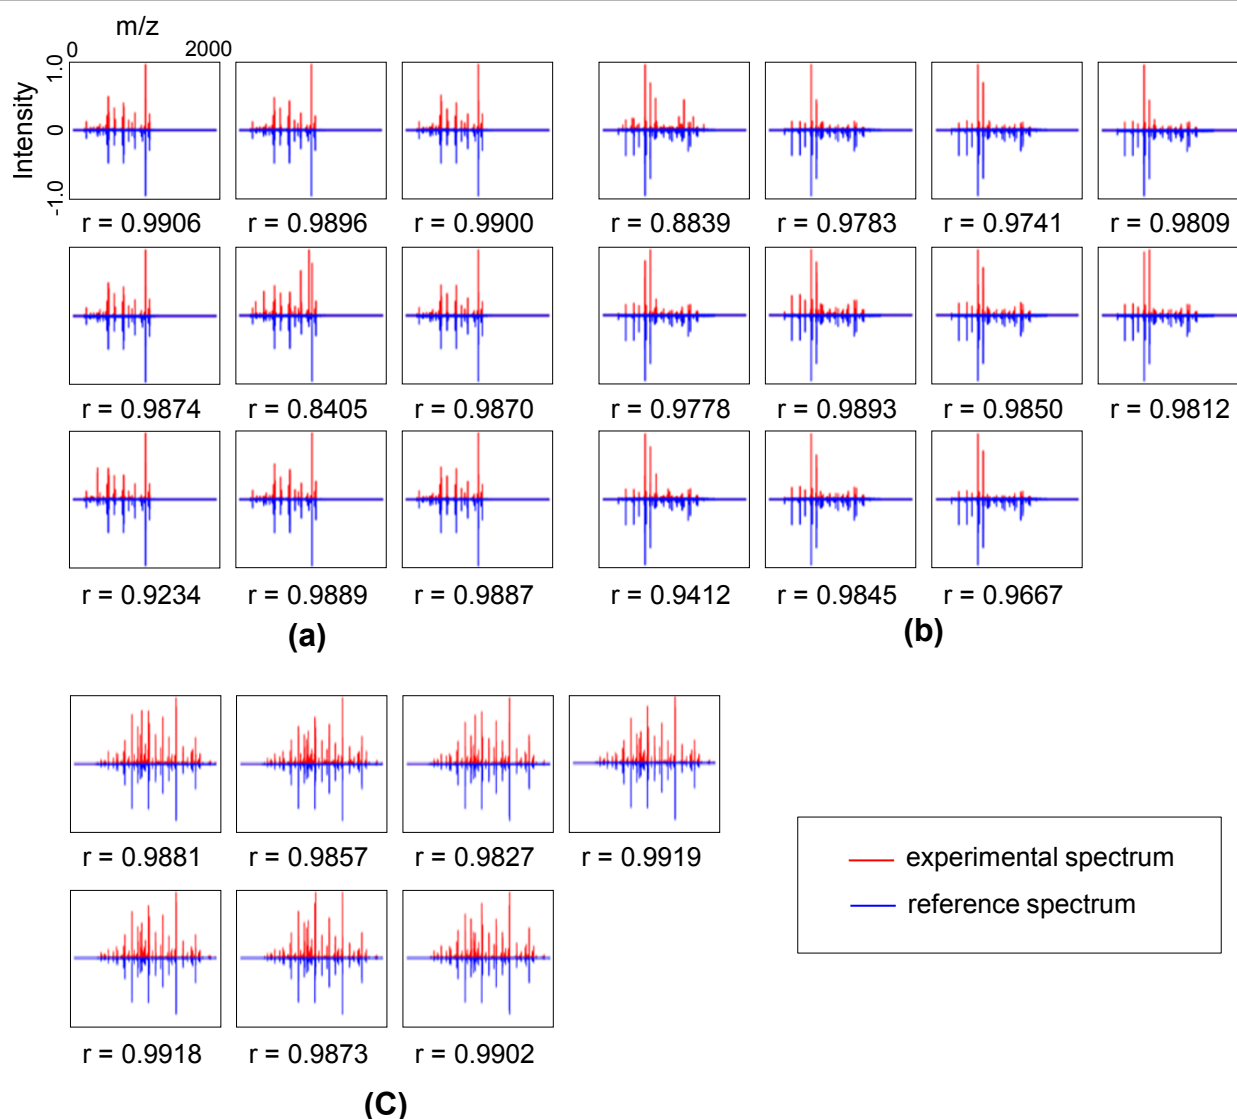 m/z
0 2000
Intensity
1.0
0
-1.0
r = 0.9906 r = 0.9896 r = 0.9900 r = 0.8839 r = 0.9783 r = 0.9741 r = 0.9809
r = 0.9874 r = 0.8405 r = 0.9870 r = 0.9778 r = 0.9893 r = 0.9850 r = 0.9812
r = 0.9234 r = 0.9889 r = 0.9887 r = 0.9412 r = 0.9845 r = 0.9667
(a) (b)
r = 0.9881 r = 0.9857 r = 0.9827 r = 0.9919
experimental spectrum
reference spectrum
r = 0.9918 r = 0.9873 r = 0.9902
(C)